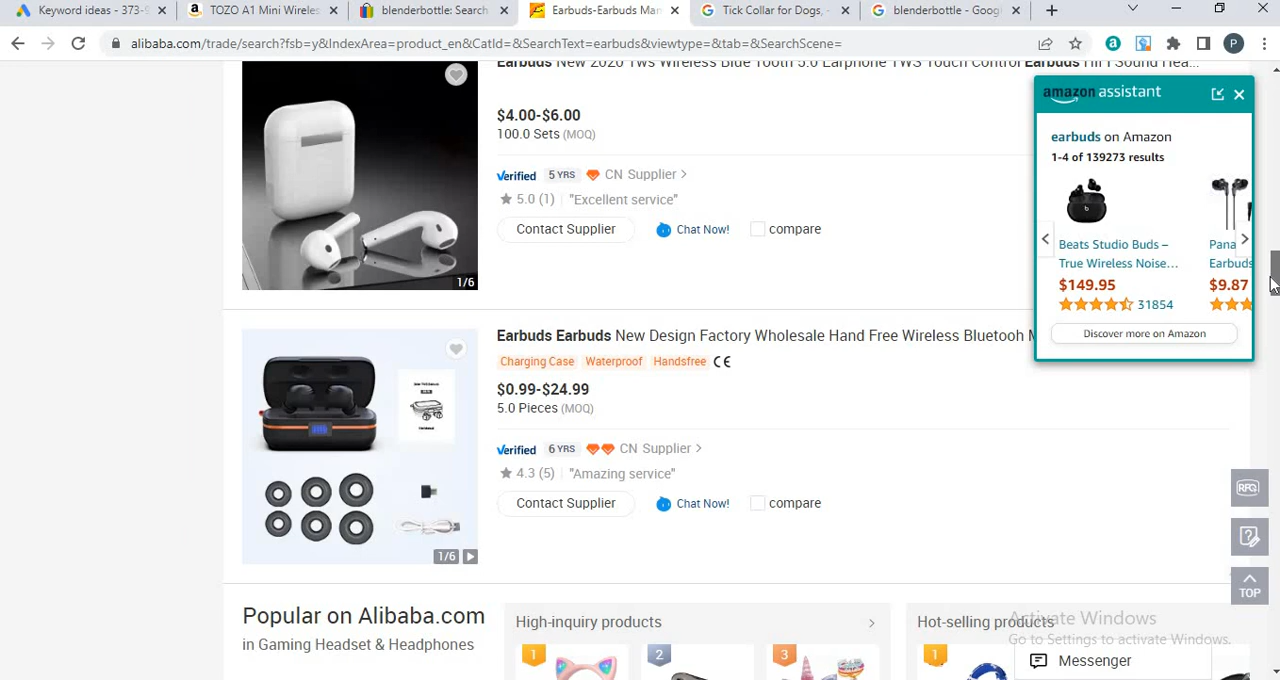 Keyword ideas - 373-9
TOZO A1 Mini Wireles
blenderbottle: Search
Earbuds-Earbuds Man
Tick Collar for Dogs, -
blenderbottle - Googl
alibaba.com/trade/search?fsb=y&IndexArea=product_en&CatId=&SearchText=earbuds&viewtype=&tab=&SearchScene=
P
Earbuds New 2020 Tws Wireless Blue Tooth 5.0 Earphone TWS Touch Control Earbuds Hifi Sound Hea...
$4.00-$6.00
100.0 Sets (MOQ)
Verified 5 YRS CN Supplier >
5.0 (1) "Excellent service"
Contact Supplier Chat Now! compare
1/6
amazon assistant
earbuds on Amazon
1-4 of 139273 results
Beats Studio Buds –
True Wireless Noise...
$149.95
31854
Pana
Earbuds
$9.87
Discover more on Amazon
Earbuds Earbuds New Design Factory Wholesale Hand Free Wireless Bluetooh M
Charging Case Waterproof Handsfree CE
$0.99-$24.99
5.0 Pieces (MOQ)
Verified 6 YRS CN Supplier >
4.3 (5) "Amazing service"
Contact Supplier Chat Now! compare
1/6
RFQ
TOP
Popular on Alibaba.com
in Gaming Headset & Headphones
High-inquiry products >
1
2
3
Hot-selling products
1
Activate Windows
Go to Settings to activate Windows.
Messenger